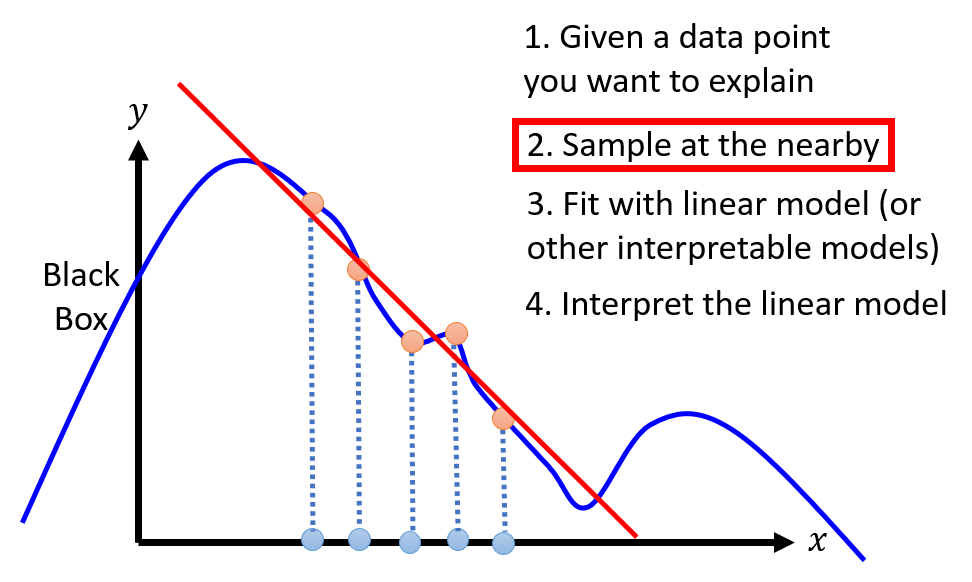 1. Given a data point
you want to explain
y
2. Sample at the nearby
3. Fit with linear model (or
other interpretable models)
Black
Box
4. Interpret the linear model
x